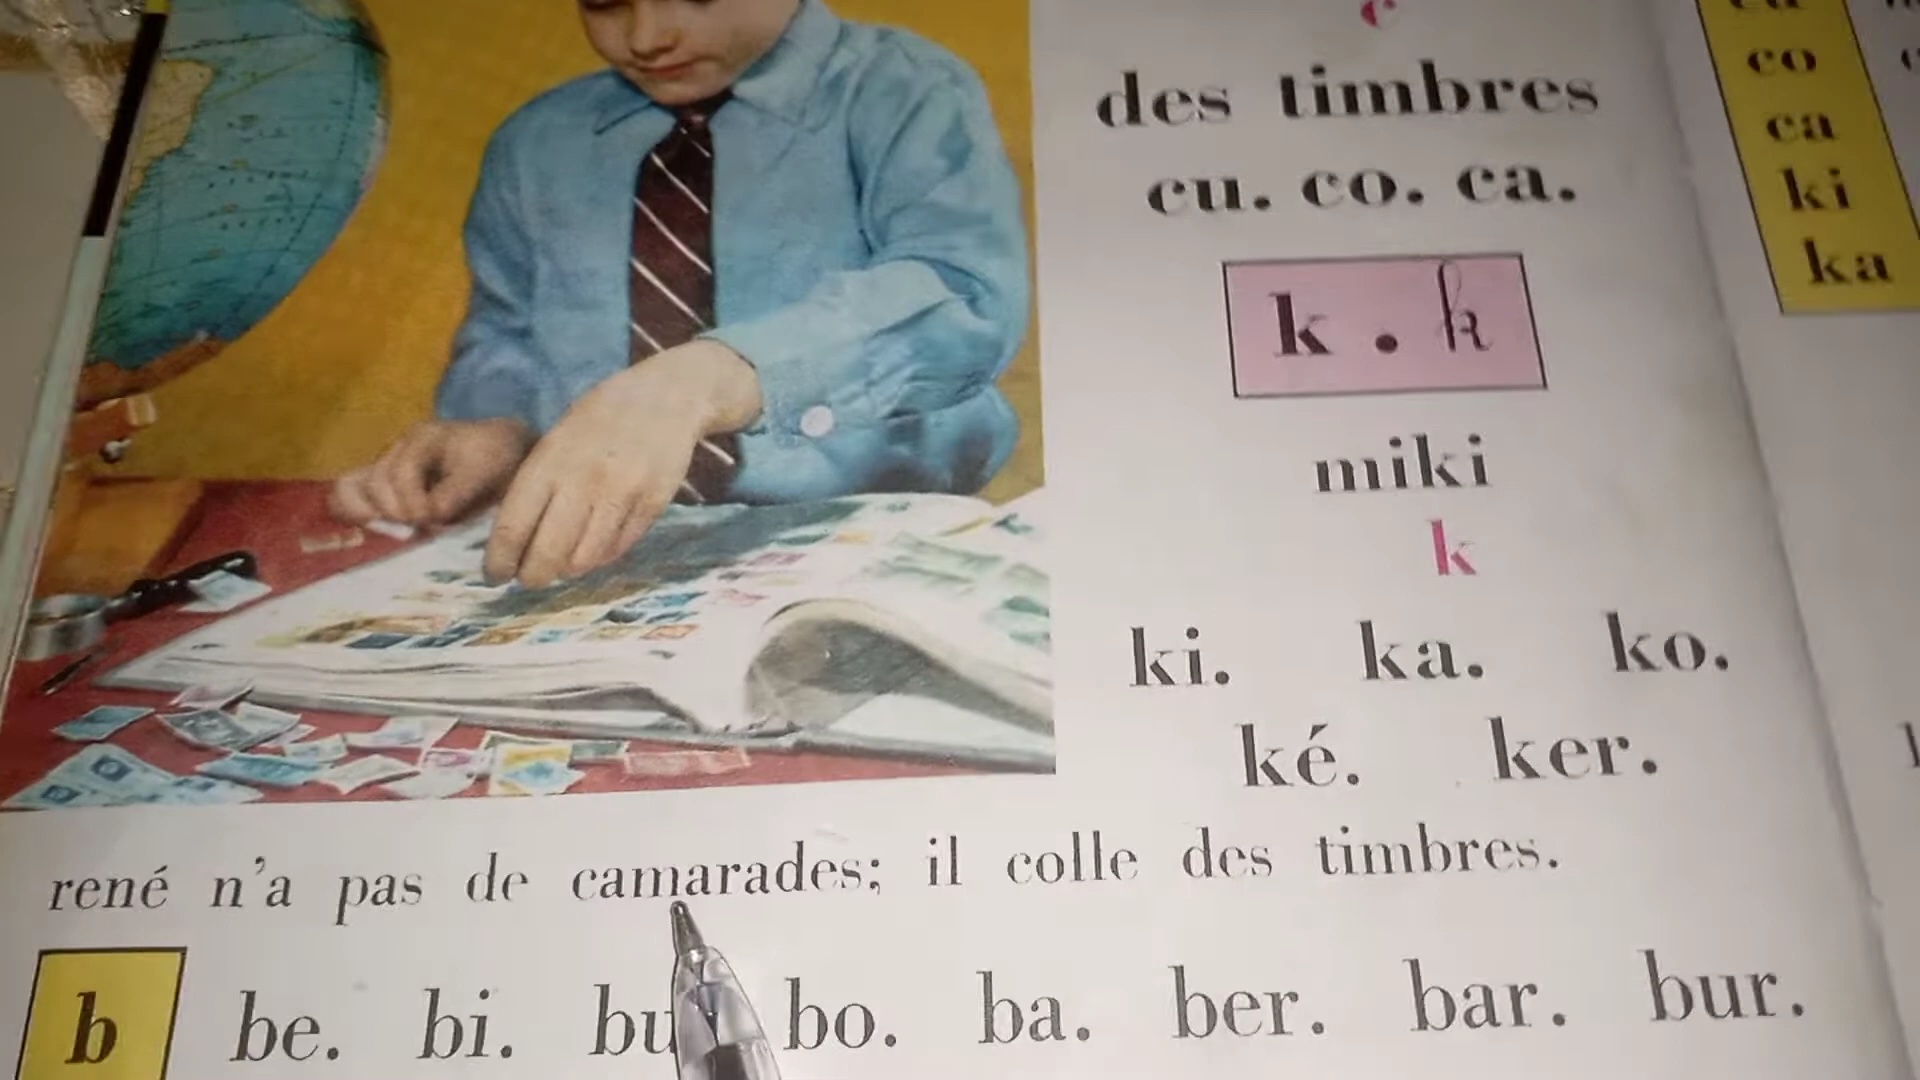 c
des timbres
cu. co. ca.
k . k
miki
k
ki. ka. ko.
ké. ker.
rené n'a pas de camarades; il colle des timbres.
b be. bi. bu bo. ba. ber. bar. bur.
co
ca
ki
ka